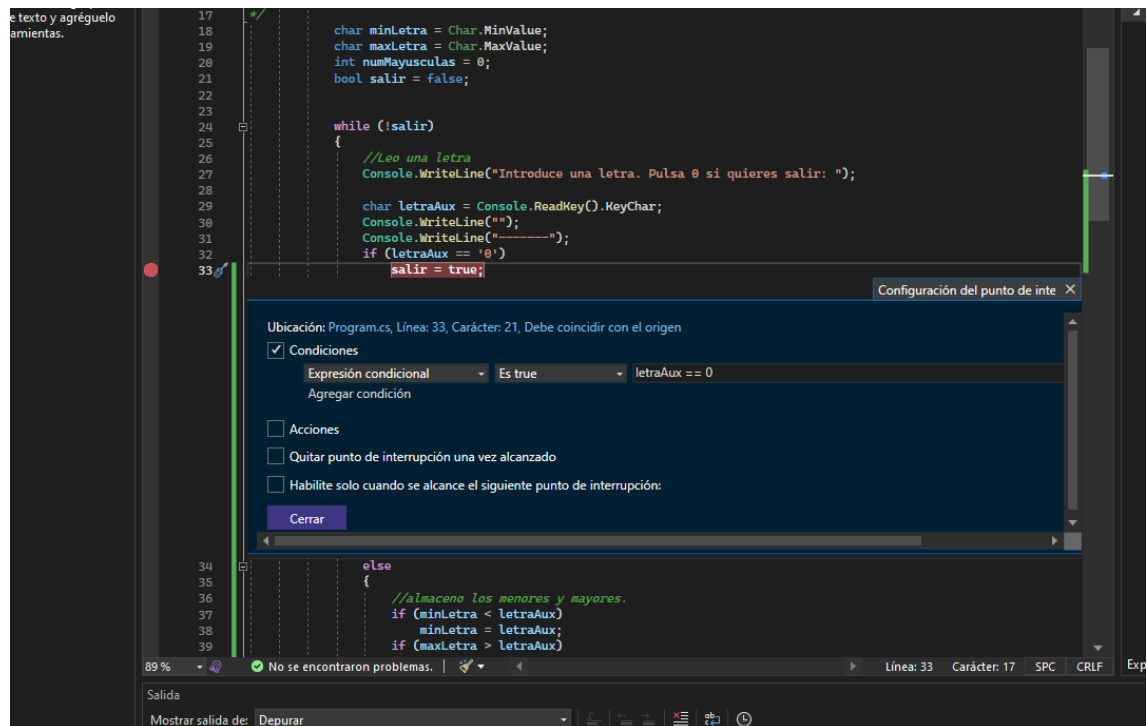 e texto y agréguelo
amientas.
17 */
18 char minLetra = Char.MinValue;
19 char maxLetra = Char.MaxValue;
20 int numMayusculas = 0;
21 bool salir = false;
22
23
24 while (!salir)
25 {
26 //Leo una letra
27 Console.WriteLine("Introduce una letra. Pulsa 0 si quieres salir: ");
28
29 char letraAux = Console.ReadKey().KeyChar;
30 Console.WriteLine("");
31 Console.WriteLine("-------");
32 if (letraAux == '0')
33 salir = true;
Configuración del punto de inte
Ubicación: Program.cs, Línea: 33, Carácter: 21, Debe coincidir con el origen
Condiciones
Expresión condicional Es true letraAux == 0
Agregar condición
Acciones
Quitar punto de interrupción una vez alcanzado
Habilite solo cuando se alcance el siguiente punto de interrupción:
Cerrar
34 else
35 {
36 //almaceno los menores y mayores.
37 if (minLetra < letraAux)
38 minLetra = letraAux;
39 if (maxLetra > letraAux)
89 % No se encontraron problemas. Línea: 33 Carácter: 17 SPC CRLF Exp
Salida
Mostrar salida de: Depurar